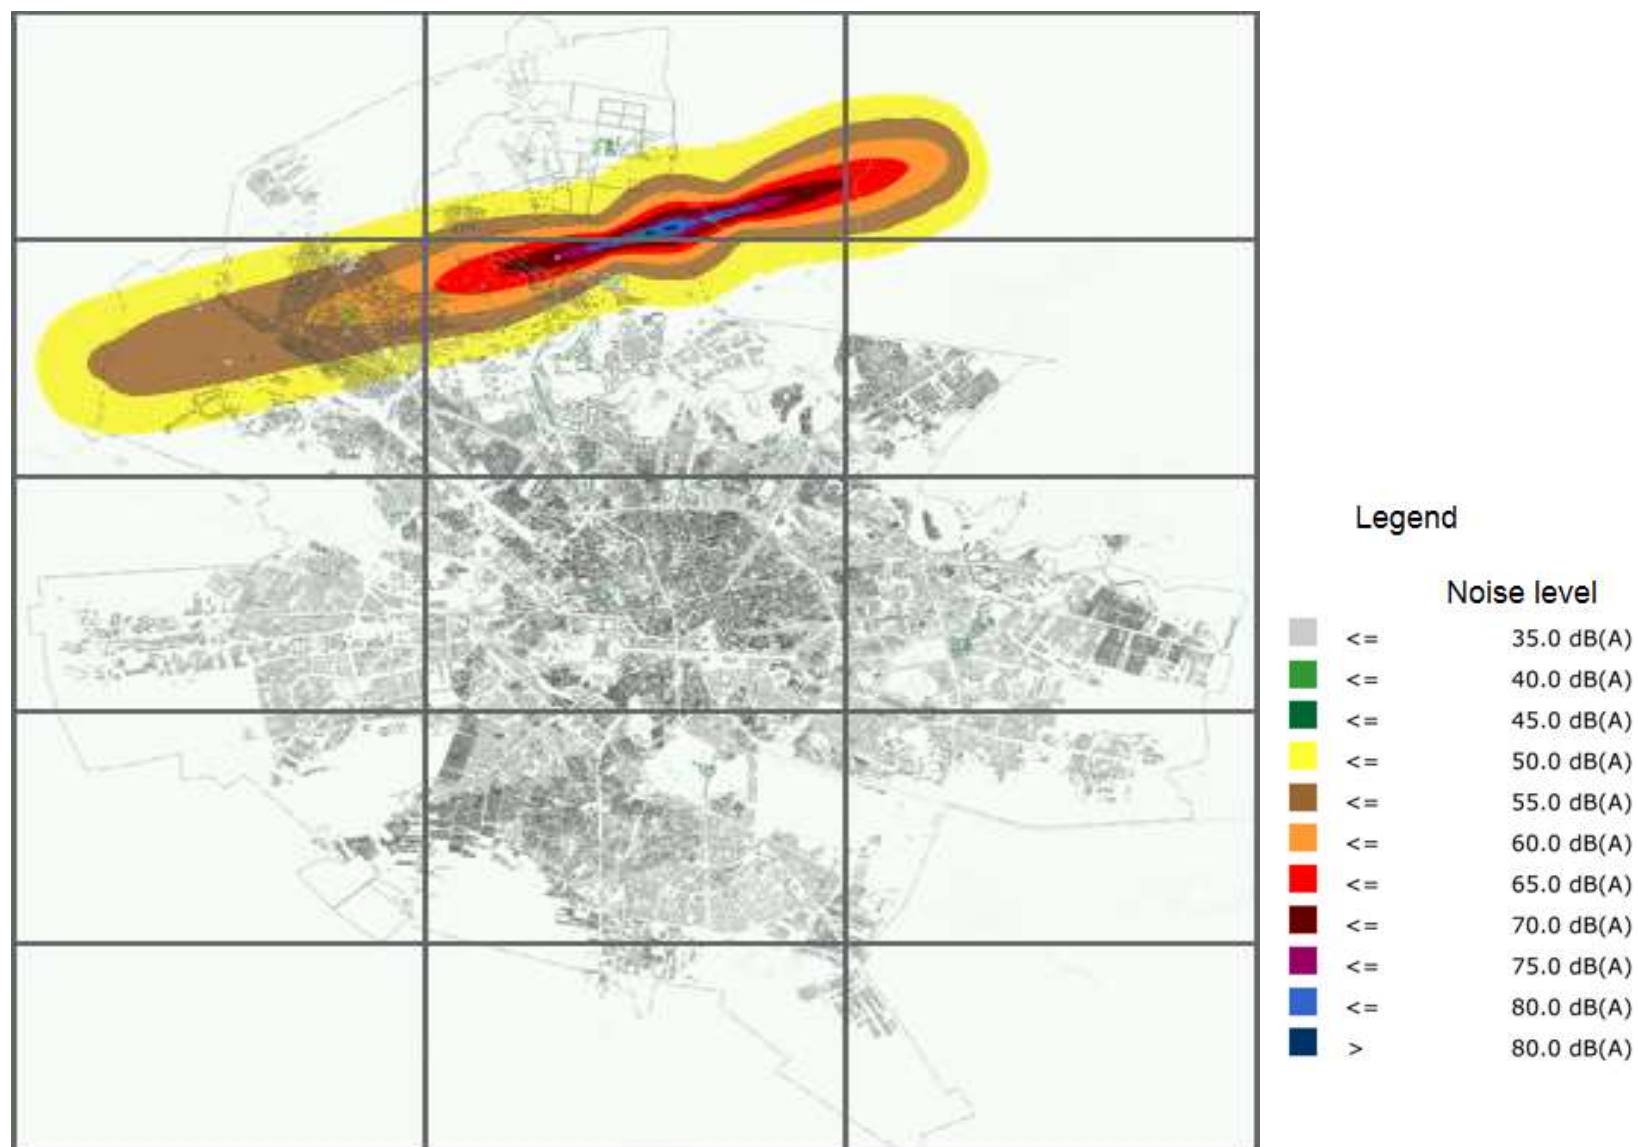 Legend
Noise level
<= 35.0 dB(A)
<= 40.0 dB(A)
<= 45.0 dB(A)
<= 50.0 dB(A)
<= 55.0 dB(A)
<= 60.0 dB(A)
<= 65.0 dB(A)
<= 70.0 dB(A)
<= 75.0 dB(A)
<= 80.0 dB(A)
> 80.0 dB(A)